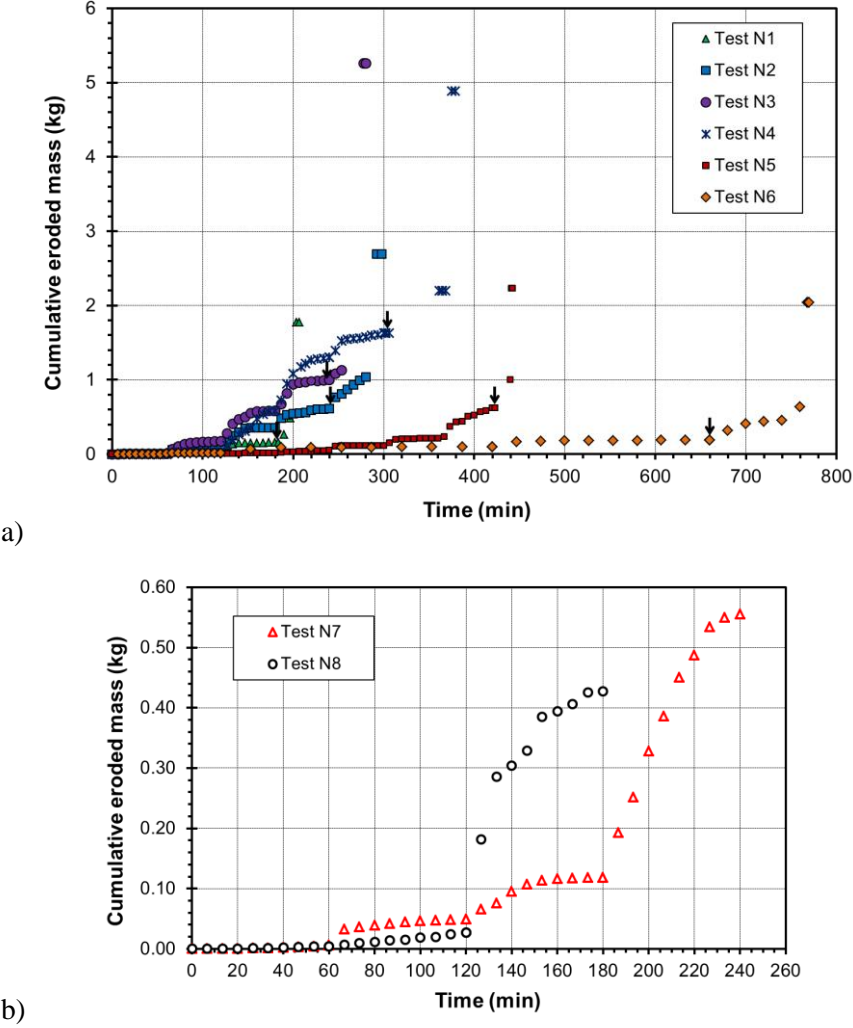 6
5
4
3
2
1
0
Cumulative eroded mass (kg)
Test N1
Test N2
Test N3
Test N4
Test N5
Test N6
0 100 200 300 400 500 600 700 800
Time (min)
a)
0.60
0.50
0.40
0.30
0.20
0.10
0.00
Cumulative eroded mass (kg)
Test N7
Test N8
0 20 40 60 80 100 120 140 160 180 200 220 240 260
Time (min)
b)